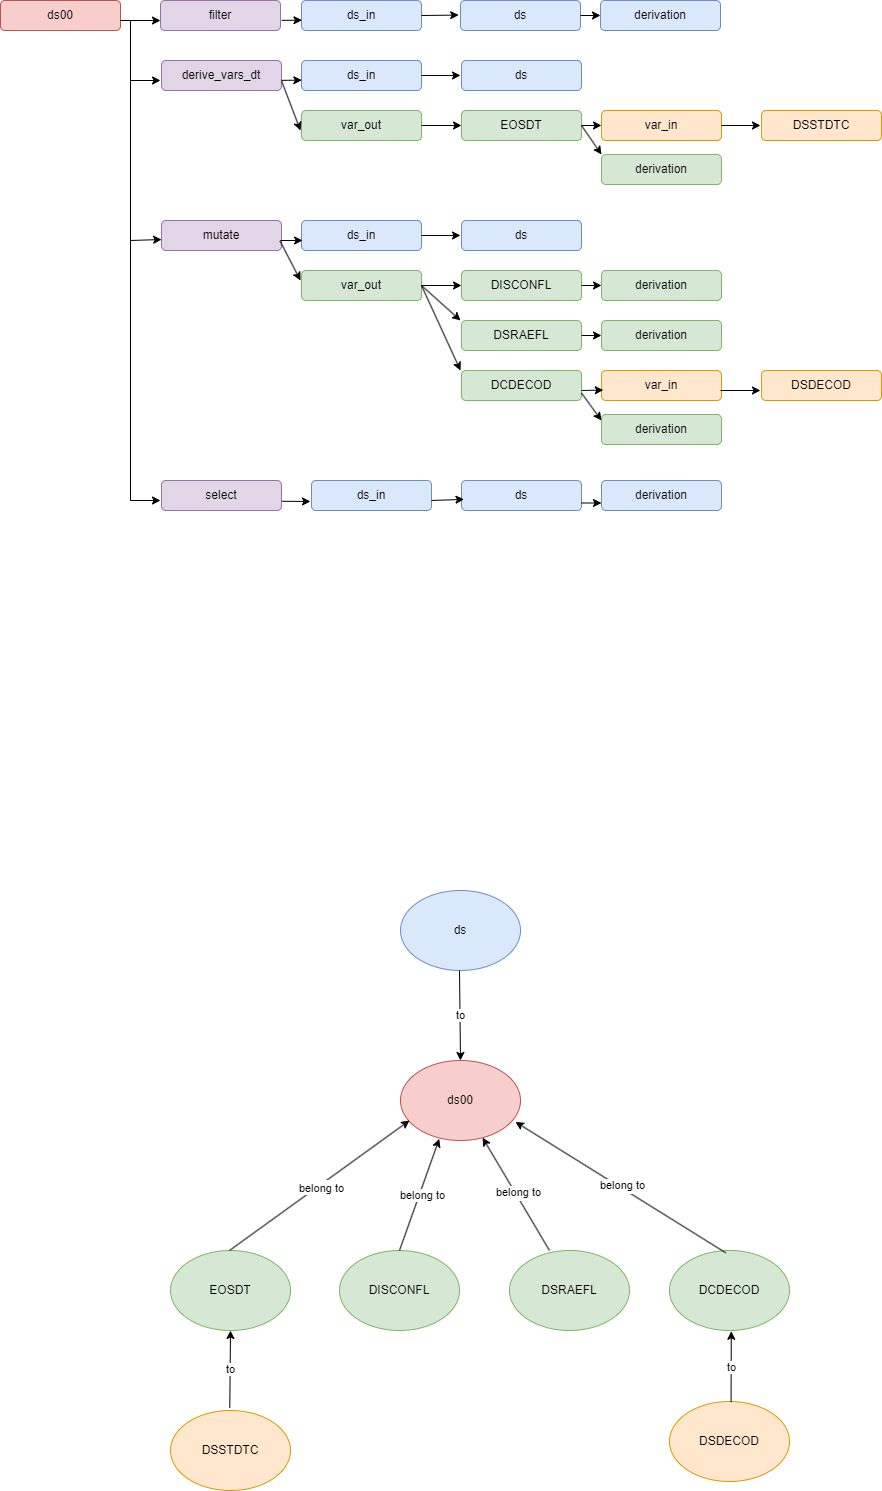 ds00
filter
ds_in
ds
derivation
derive_vars_dt
ds_in
ds
var_out
EOSDT
var_in
DSSTDTC
derivation
mutate
ds_in
ds
var_out
DISCONFL
derivation
DSRAEFL
derivation
DCDECOD
var_in
DSDECOD
derivation
select
ds_in
ds
derivation
ds
to
ds00
belong to
belong to
belong to
belong to
EOSDT
DISCONFL
DSRAEFL
DCDECOD
to
to
DSSTDTC
DSDECOD